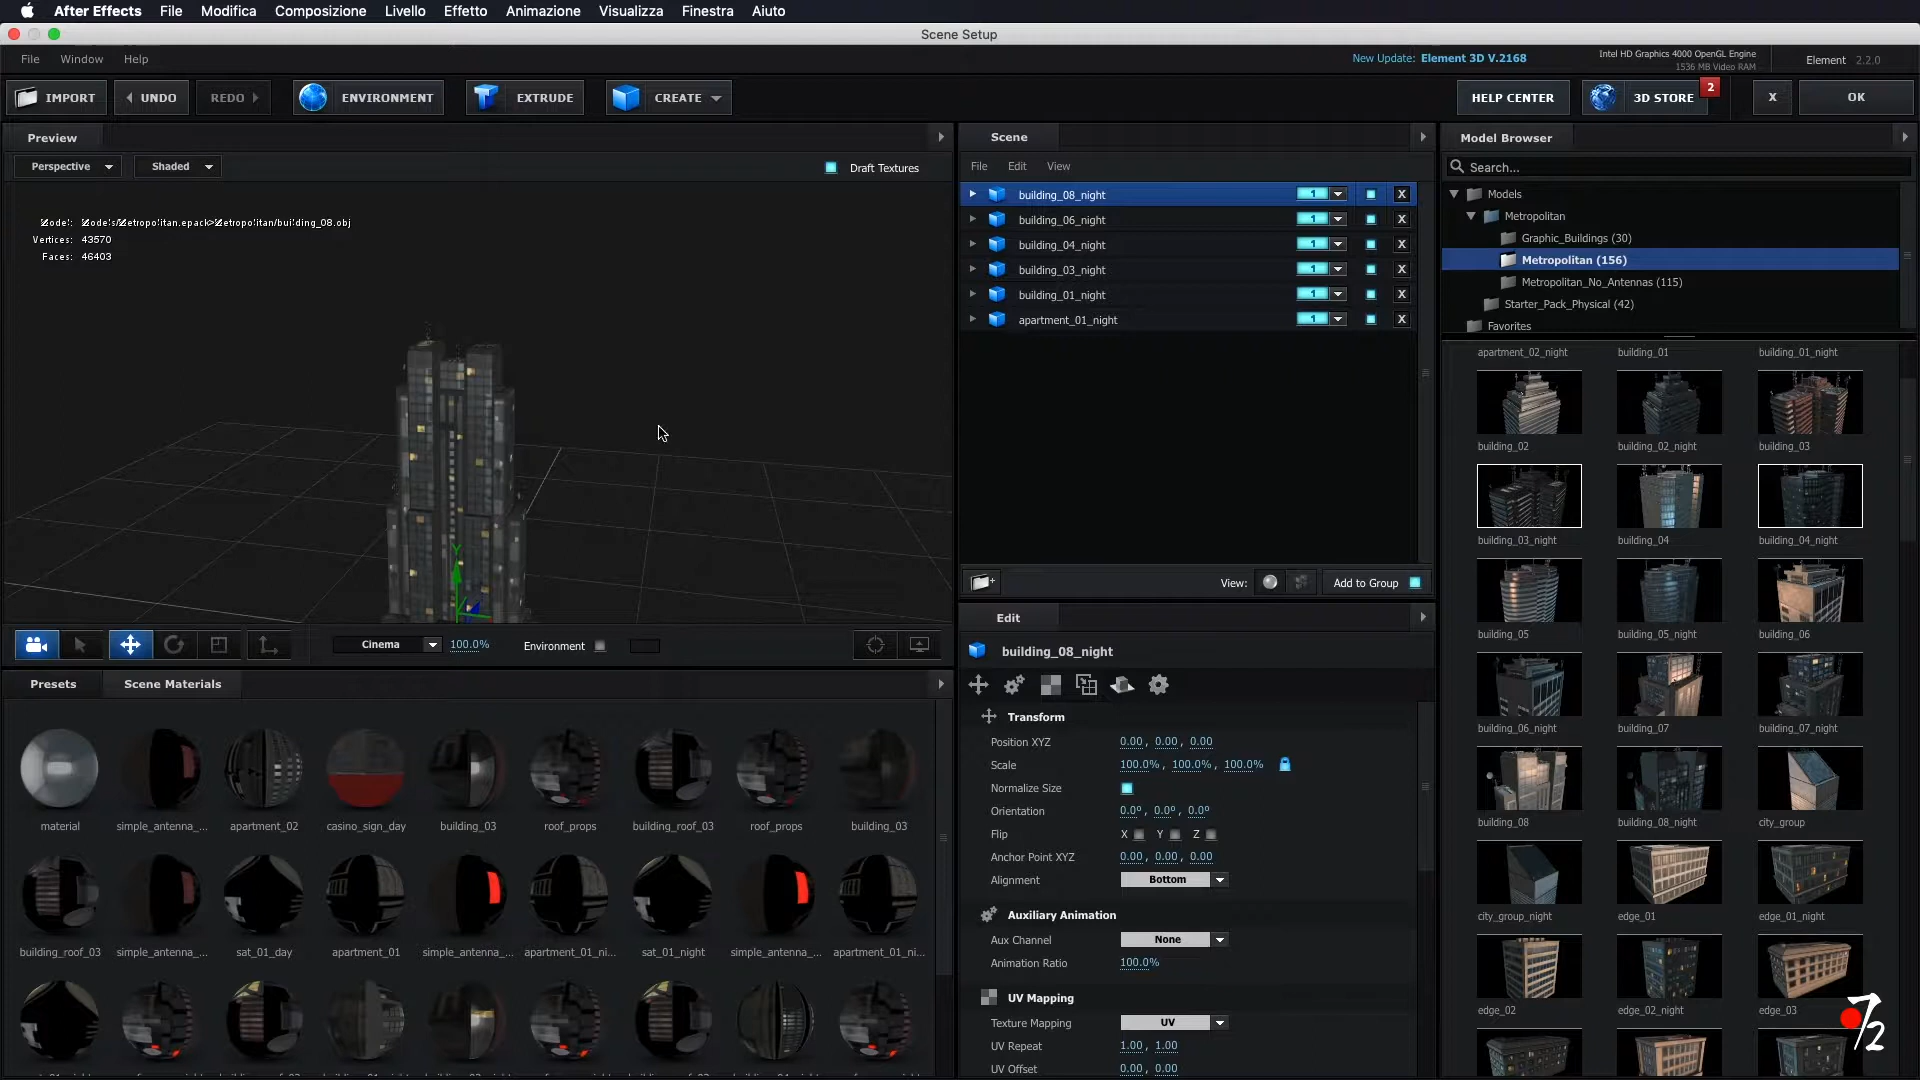 After Effects File Modifica Composizione Livello Effetto Animazione Visualizza Finestra Aiuto
Scene Setup
File Window Help
New Update: Element 3D V.2168
Intel HD Graphics 4000 OpenGL Engine
1536 MB Video RAM
Element 2.2.0
IMPORT UNDO REDO ENVIRONMENT EXTRUDE CREATE HELP CENTER 3D STORE 2 X OK
Preview
Perspective Shaded Draft Textures
Vertices: 43570
Faces: 46403
Y
Cinema 100.0% Environment
Presets Scene Materials
material simple_antenna_... apartment_02 casino_sign_day building_03 roof_props building_roof_03 roof_props building_03
building_roof_03 simple_antenna_... sat_01_day apartment_01 simple_antenna_... apartment_01_ni... sat_01_night simple_antenna_... apartment_01_ni...
Scene
File Edit View
building_08_night 1 X
building_06_night 1 X
building_04_night 1 X
building_03_night 1 X
building_01_night 1 X
apartment_01_night 1 X
View: Add to Group
Edit
building_08_night
Transform
Position XYZ 0.00, 0.00, 0.00
Scale 100.0%, 100.0%, 100.0%
Normalize Size
Orientation 0.0°, 0.0°, 0.0°
Flip X Y Z
Anchor Point XYZ 0.00, 0.00, 0.00
Alignment Bottom
Auxiliary Animation
Aux Channel None
Animation Ratio 100.0%
UV Mapping
Texture Mapping UV
UV Repeat 1.00, 1.00
UV Offset 0.00, 0.00
Model Browser
Search...
Models
Metropolitan
Graphic_Buildings (30)
Metropolitan (156)
Metropolitan_No_Antennas (115)
Starter_Pack_Physical (42)
Favorites
apartment_02_night building_01 building_01_night
building_02 building_02_night building_03
building_03_night building_04 building_04_night
building_05 building_05_night building_06
building_06_night building_07 building_07_night
building_08 building_08_night city_group
city_group_night edge_01 edge_01_night
edge_02 edge_02_night edge_03